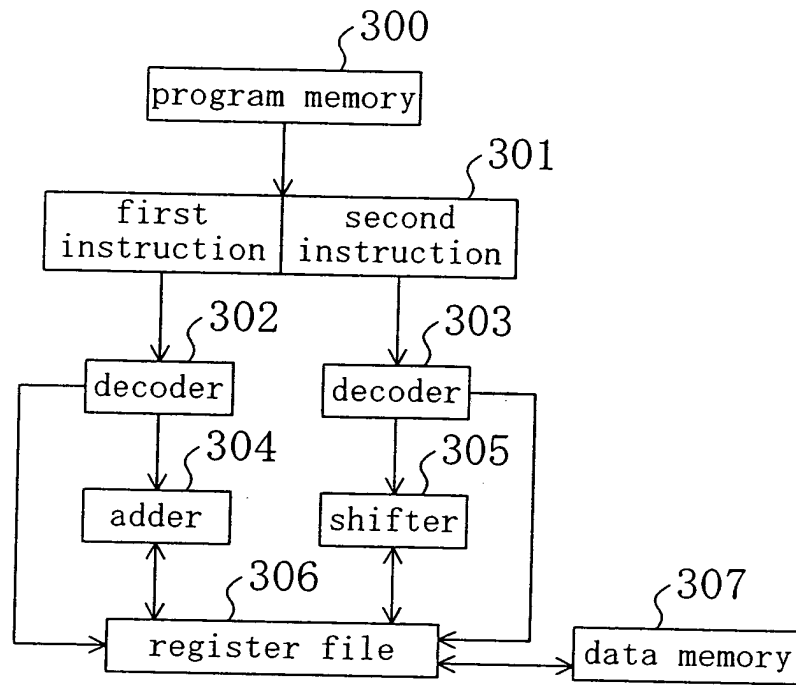 300
program memory
301
first
instruction
second
instruction
302
303
decoder
decoder
304
305
adder
shifter
306
307
register file
data memory